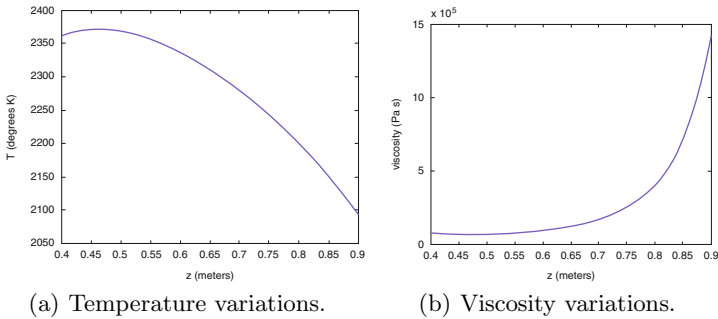 2400
2350
2300
2250
2200
2150
2100
2050
T (degrees K)
0.4 0.45 0.5 0.55 0.6 0.65 0.7 0.75 0.8 0.85 0.9
z (meters)
(a) Temperature variations.
x 10⁵
15
10
5
0
viscosity (Pa s)
0.4 0.45 0.5 0.55 0.6 0.65 0.7 0.75 0.8 0.85 0.9
z (meters)
(b) Viscosity variations.